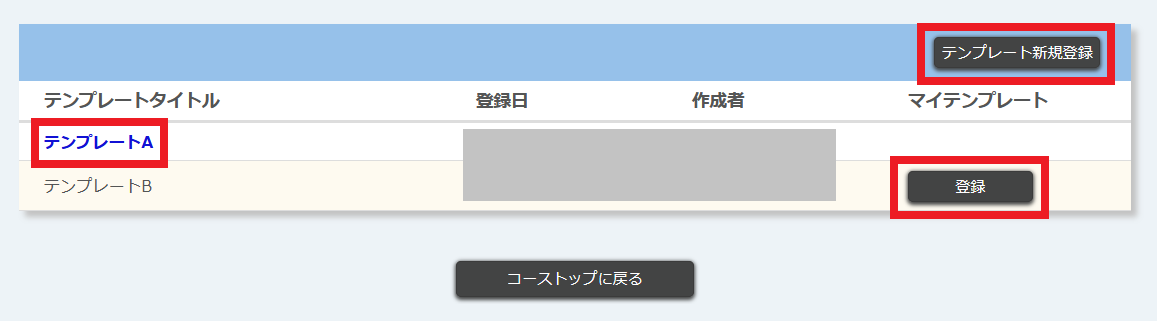 テンプレート新規登録
テンプレートタイトル 登録日 作成者 マイテンプレート
テンプレートA
テンプレートB 登録
コーストップに戻る